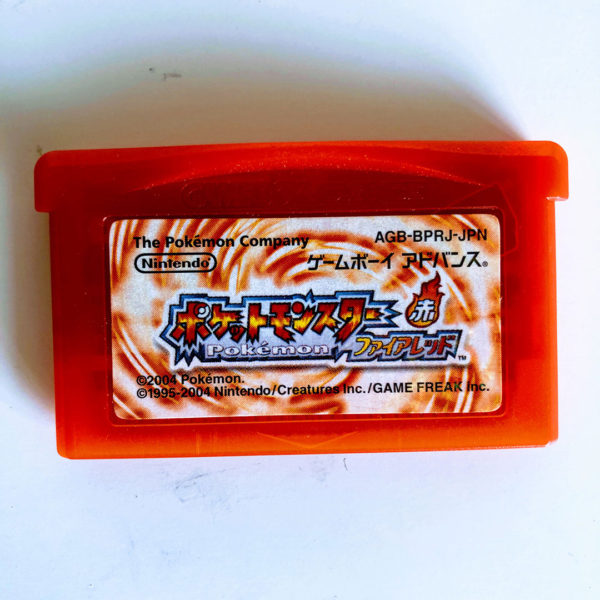 The Pokémon Company
AGB-BPRJ-JPN
Nintendo
ゲームボーイ アドバンス®
ポケットモンスター
赤
Pokémon
ファイアレッド™
©2004 Pokémon.
©1995-2004 Nintendo/Creatures Inc./GAME FREAK inc.